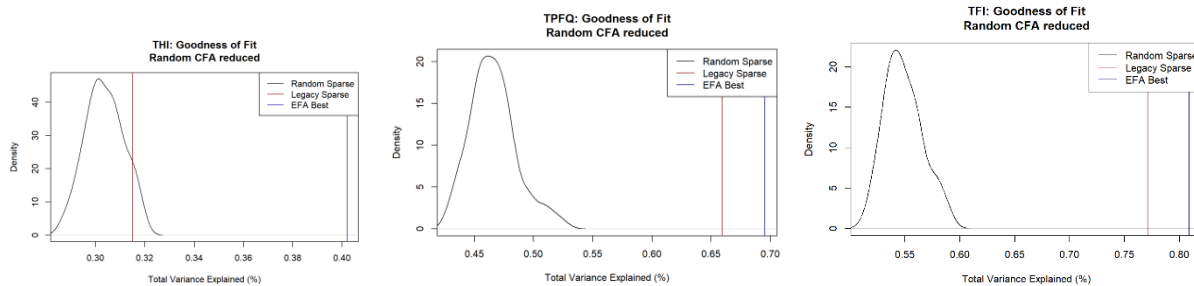 THI: Goodness of Fit
Random CFA reduced
Random Sparse
Legacy Sparse
EFA Best
Density
0 10 20 30 40
0.30 0.32 0.34 0.36 0.38 0.40
Total Variance Explained (%)
TPFQ: Goodness of Fit
Random CFA reduced
Random Sparse
Legacy Sparse
EFA Best
Density
0 5 10 15 20
0.45 0.50 0.55 0.60 0.65 0.70
Total Variance Explained (%)
TFI: Goodness of Fit
Random CFA reduced
Random Sparse
Legacy Sparse
EFA Best
Density
0 5 10 15 20
0.55 0.60 0.65 0.70 0.75 0.80
Total Variance Explained (%)